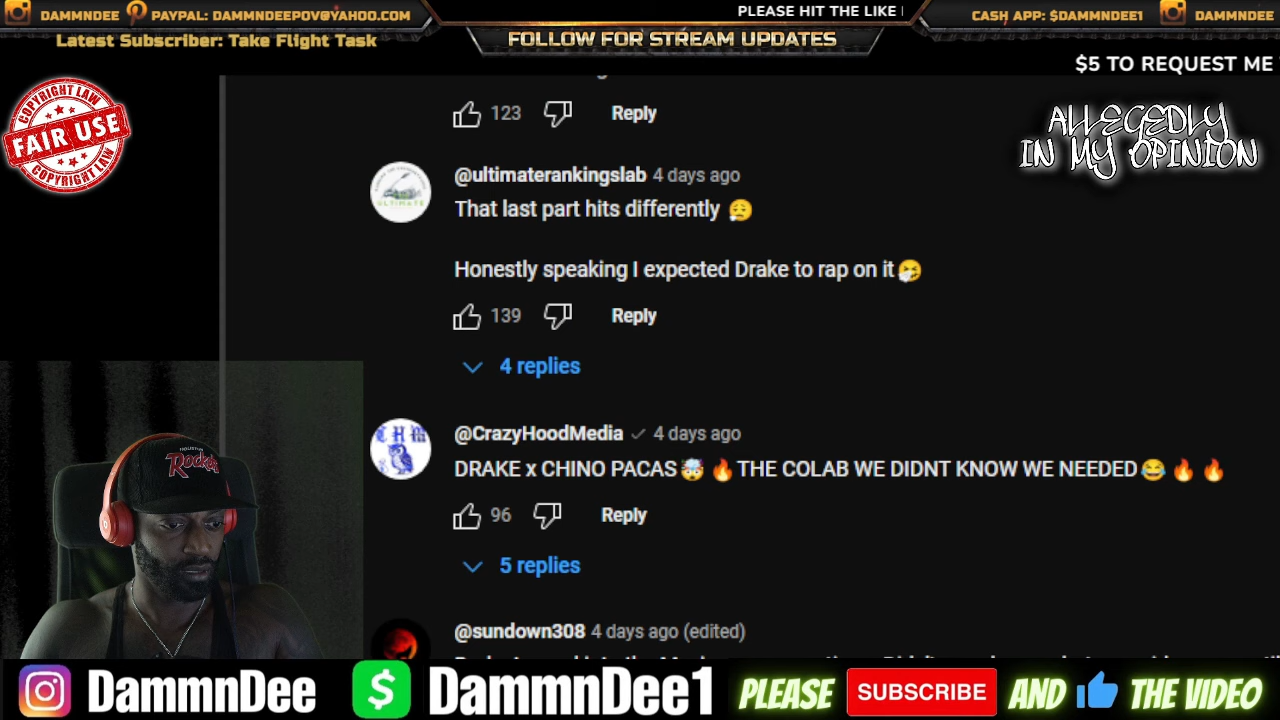 DAMMNDEE PAYPAL: DAMMNDEEPOV@YAHOO.COM
PLEASE HIT THE LIKE
CASH APP: $DAMMNDEE1 DAMMNDEE
Latest Subscriber: Take Flight Task
FOLLOW FOR STREAM UPDATES
$5 TO REQUEST ME
COPYRIGHT LAW
FAIR USE
COPYRIGHT LAW
ALLEGEDLY
IN MY OPINION
123 Reply
@ultimaterankingslab 4 days ago
That last part hits differently 😮‍💨
Honestly speaking I expected Drake to rap on it🤧
139 Reply
4 replies
ULTIMATE
@CrazyHoodMedia 4 days ago
CHM
DRAKE x CHINO PACAS🤯🔥THE COLAB WE DIDNT KNOW WE NEEDED😂🔥🔥
96 Reply
5 replies
HOUSTON
Rockets
@sundown308 4 days ago (edited)
DammnDee $ DammnDee1 PLEASE SUBSCRIBE AND THE VIDEO